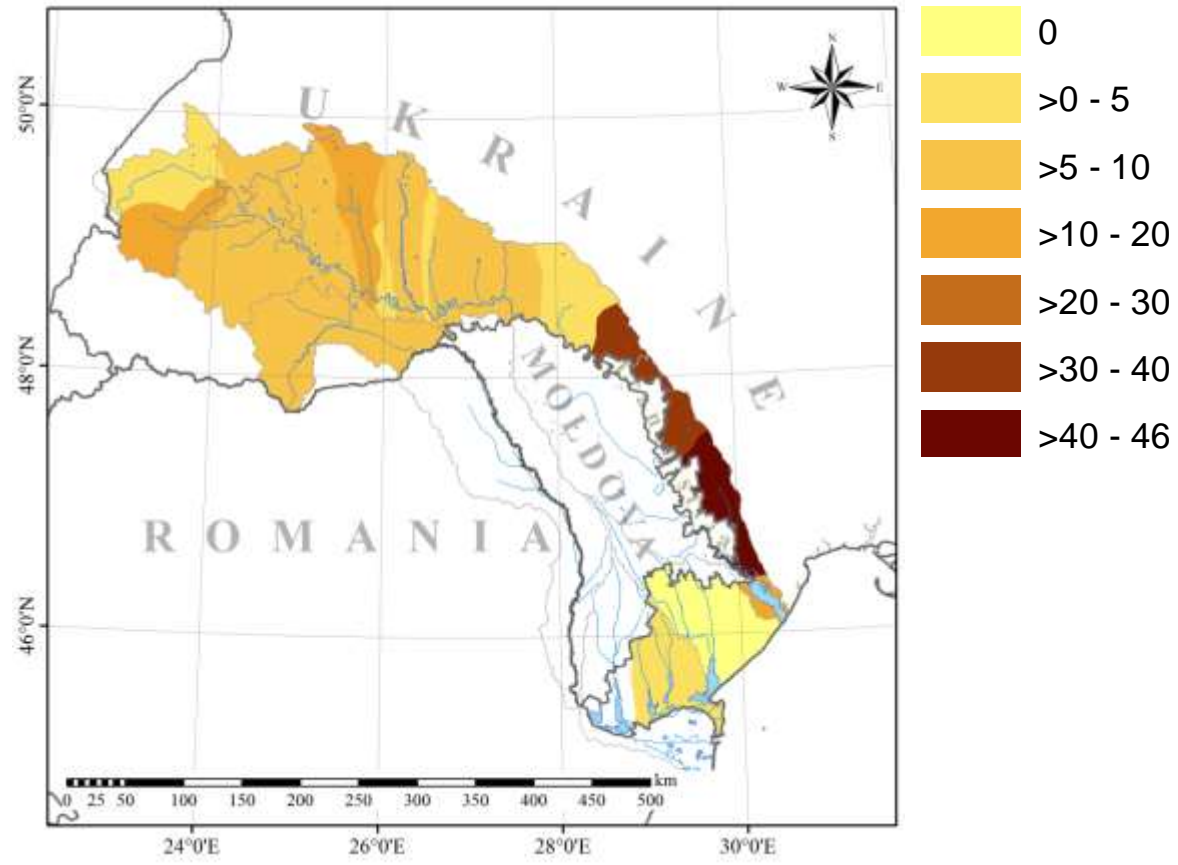 N
W E
S
UKRAINE
MOLDOVA
ROMANIA
50°0'N
48°0'N
46°0'N
24°0'E 26°0'E 28°0'E 30°0'E
km
0 25 50 100 150 200 250 300 350 400 450 500
0
>0 - 5
>5 - 10
>10 - 20
>20 - 30
>30 - 40
>40 - 46